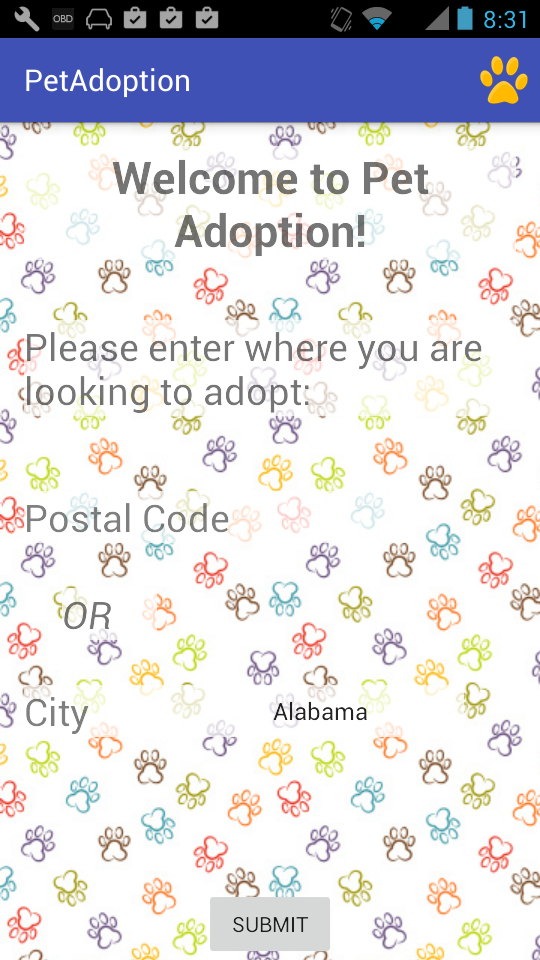 OBD
8:31
PetAdoption
Welcome to Pet
Adoption!
Please enter where you are
looking to adopt:
Postal Code
OR
City
Alabama
SUBMIT